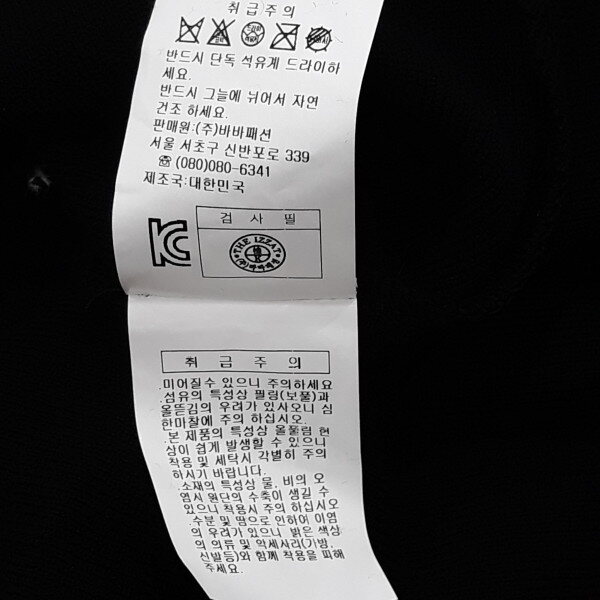 취급주의
드라이
반드시 단독 석유계 드라이하
세요.
반드시 그늘에 뉘어서 자연
건조 하세요.
판매원:(주)바바패션
서울 서초구 신반포로 339
☎ (080)080-6341
제조국:대한민국
검 사 필
THE IZZAT
(주)바바패션
취 급 주 의
미어질수 있으니 주의하세요
섬유의 특성상 필링(보풀)과
올뜯김의 우려가 있사오니 심
한마찰에 주의 하십시오.
본 제품의 특성상 올풀림 현
상이 쉽게 발생할 수 있으니
착용 및 세탁시 각별히 주의
하시기 바랍니다.
소재의 특성상 물, 비의 오
염시 원단의 수축이 생길 수
있으니 착용시 주의 하십시오
수분 및 땀으로 인하여 이염
의 우려가 있으니 밝은 색상
의 의류 및 악세사리(가방,
신발등)와 함께 착용을 피해
주세요.